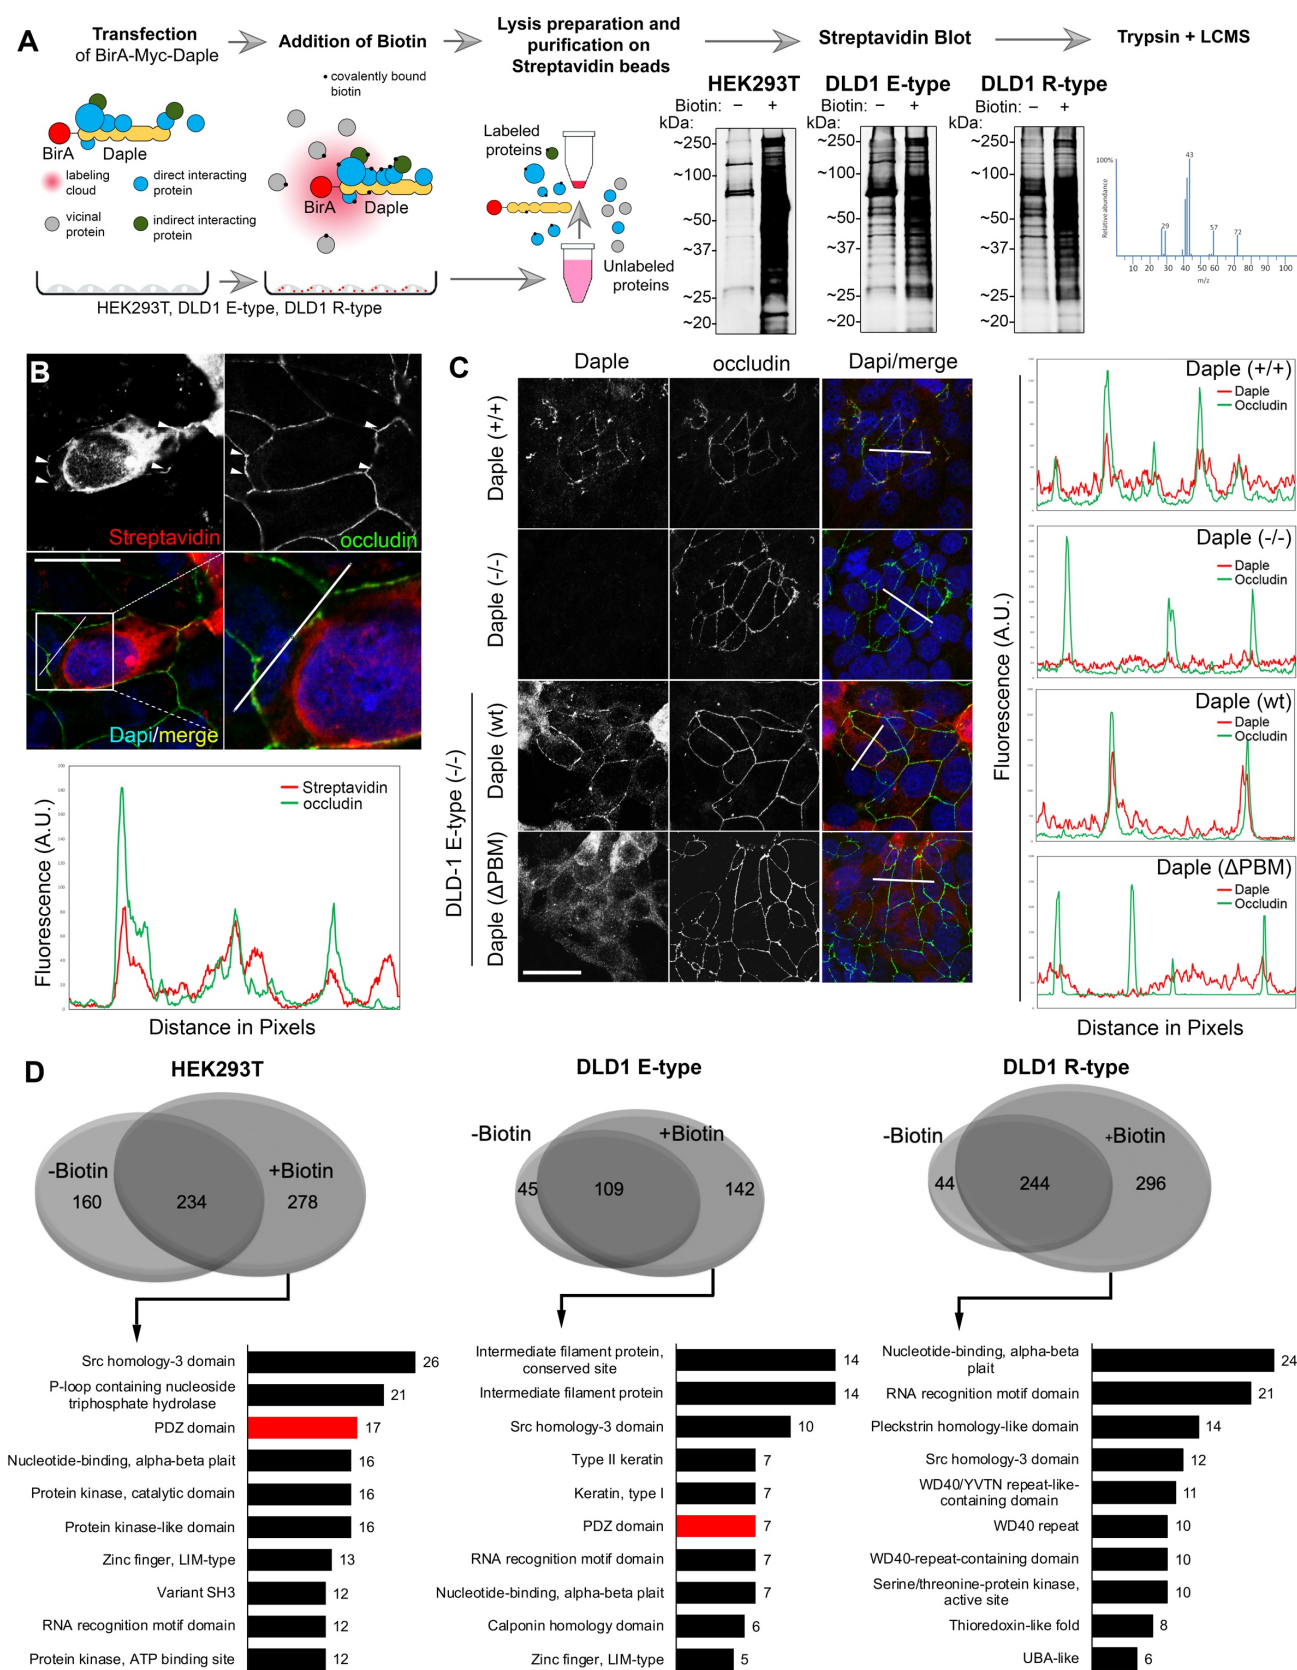 A
Transfection
of BirA-Myc-Daple
Addition of Biotin
Lysis preparation and
purification on
Streptavidin beads
Streptavidin Blot
Trypsin + LCMS
BirA
Daple
labeling
cloud
direct interacting
protein
vicinal
protein
indirect interacting
protein
covalently bound
biotin
BirA
Daple
HEK293T, DLD1 E-type, DLD1 R-type
Labeled
proteins
Unlabeled
proteins
HEK293T
Biotin: − +
kDa:
~250
~100
~50
~37
~25
~20
DLD1 E-type
Biotin: − +
kDa:
~250
~100
~50
~37
~25
~20
DLD1 R-type
Biotin: − +
kDa:
~250
~100
~50
~37
~25
~20
100%
Relative abundance
43
29
57
72
10 20 30 40 50 60 70 80 90 100
m/z
B
Streptavidin
occludin
Dapi/merge
Streptavidin
occludin
Fluorescence (A.U.)
Distance in Pixels
C
Daple
occludin
Dapi/merge
Daple (+/+)
Daple (-/-)
Daple (wt)
Daple (ΔPBM)
DLD-1 E-type (-/-)
Fluorescence (A.U.)
Daple (+/+)
Daple
Occludin
Daple (-/-)
Daple
Occludin
Daple (wt)
Daple
Occludin
Daple (ΔPBM)
Daple
Occludin
Distance in Pixels
D
HEK293T
-Biotin
+Biotin
160
234
278
Src homology-3 domain 26
P-loop containing nucleoside
triphosphate hydrolase 21
PDZ domain 17
Nucleotide-binding, alpha-beta plait 16
Protein kinase, catalytic domain 16
Protein kinase-like domain 16
Zinc finger, LIM-type 13
Variant SH3 12
RNA recognition motif domain 12
Protein kinase, ATP binding site 12
DLD1 E-type
-Biotin
+Biotin
45
109
142
Intermediate filament protein,
conserved site 14
Intermediate filament protein 14
Src homology-3 domain 10
Type II keratin 7
Keratin, type I 7
PDZ domain 7
RNA recognition motif domain 7
Nucleotide-binding, alpha-beta plait 7
Calponin homology domain 6
Zinc finger, LIM-type 5
DLD1 R-type
-Biotin
+Biotin
44
244
296
Nucleotide-binding, alpha-beta
plait 24
RNA recognition motif domain 21
Pleckstrin homology-like domain 14
Src homology-3 domain 12
WD40/YVTN repeat-like-
containing domain 11
WD40 repeat 10
WD40-repeat-containing domain 10
Serine/threonine-protein kinase,
active site 10
Thioredoxin-like fold 8
UBA-like 6